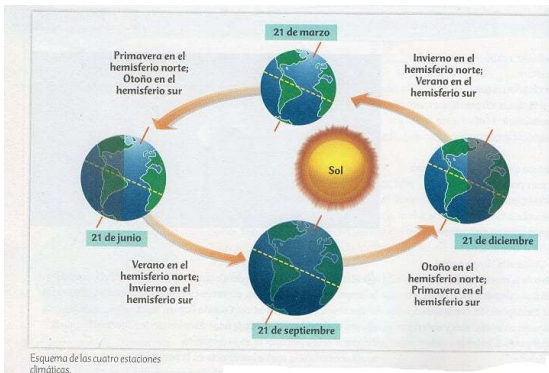 21 de marzo
Primavera en el
hemisferio norte;
Otoño en el
hemisferio sur
Invierno en el
hemisferio norte;
Verano en el
hemisferio sur
Sol
21 de junio
21 de diciembre
Verano en el
hemisferio norte;
Invierno en el
hemisferio sur
Otoño en el
hemisferio norte;
Primavera en el
hemisferio sur
21 de septiembre
Esquema de las cuatro estaciones
climáticas.